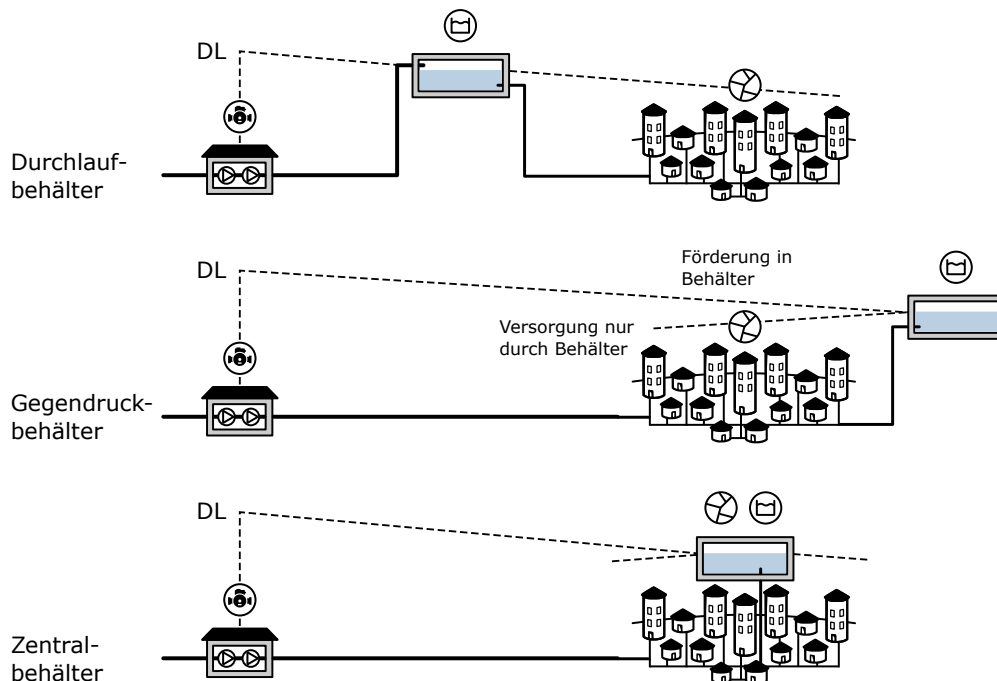 DL
Durchlauf-
behälter
Förderung in
Behälter
DL
Versorgung nur
durch Behälter
Gegendruck-
behälter
DL
Zentral-
behälter